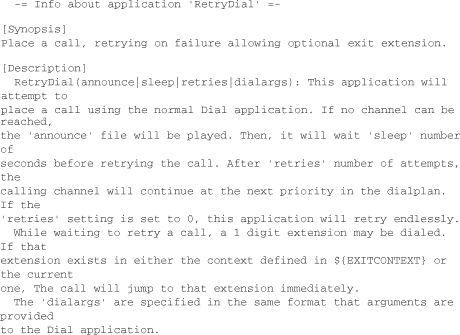 -= Info about application 'RetryDial' =-
[Synopsis]
Place a call, retrying on failure allowing optional exit extension.
[Description]
RetryDial(announce|sleep|retries|dialargs): This application will
attempt to
place a call using the normal Dial application. If no channel can be
reached,
the 'announce' file will be played. Then, it will wait 'sleep' number
of
seconds before retrying the call. After 'retries' number of attempts,
the
calling channel will continue at the next priority in the dialplan.
If the
'retries' setting is set to 0, this application will retry endlessly.
While waiting to retry a call, a 1 digit extension may be dialed.
If that
extension exists in either the context defined in ${EXITCONTEXT} or
the current
one, The call will jump to that extension immediately.
The 'dialargs' are specified in the same format that arguments are
provided
to the Dial application.